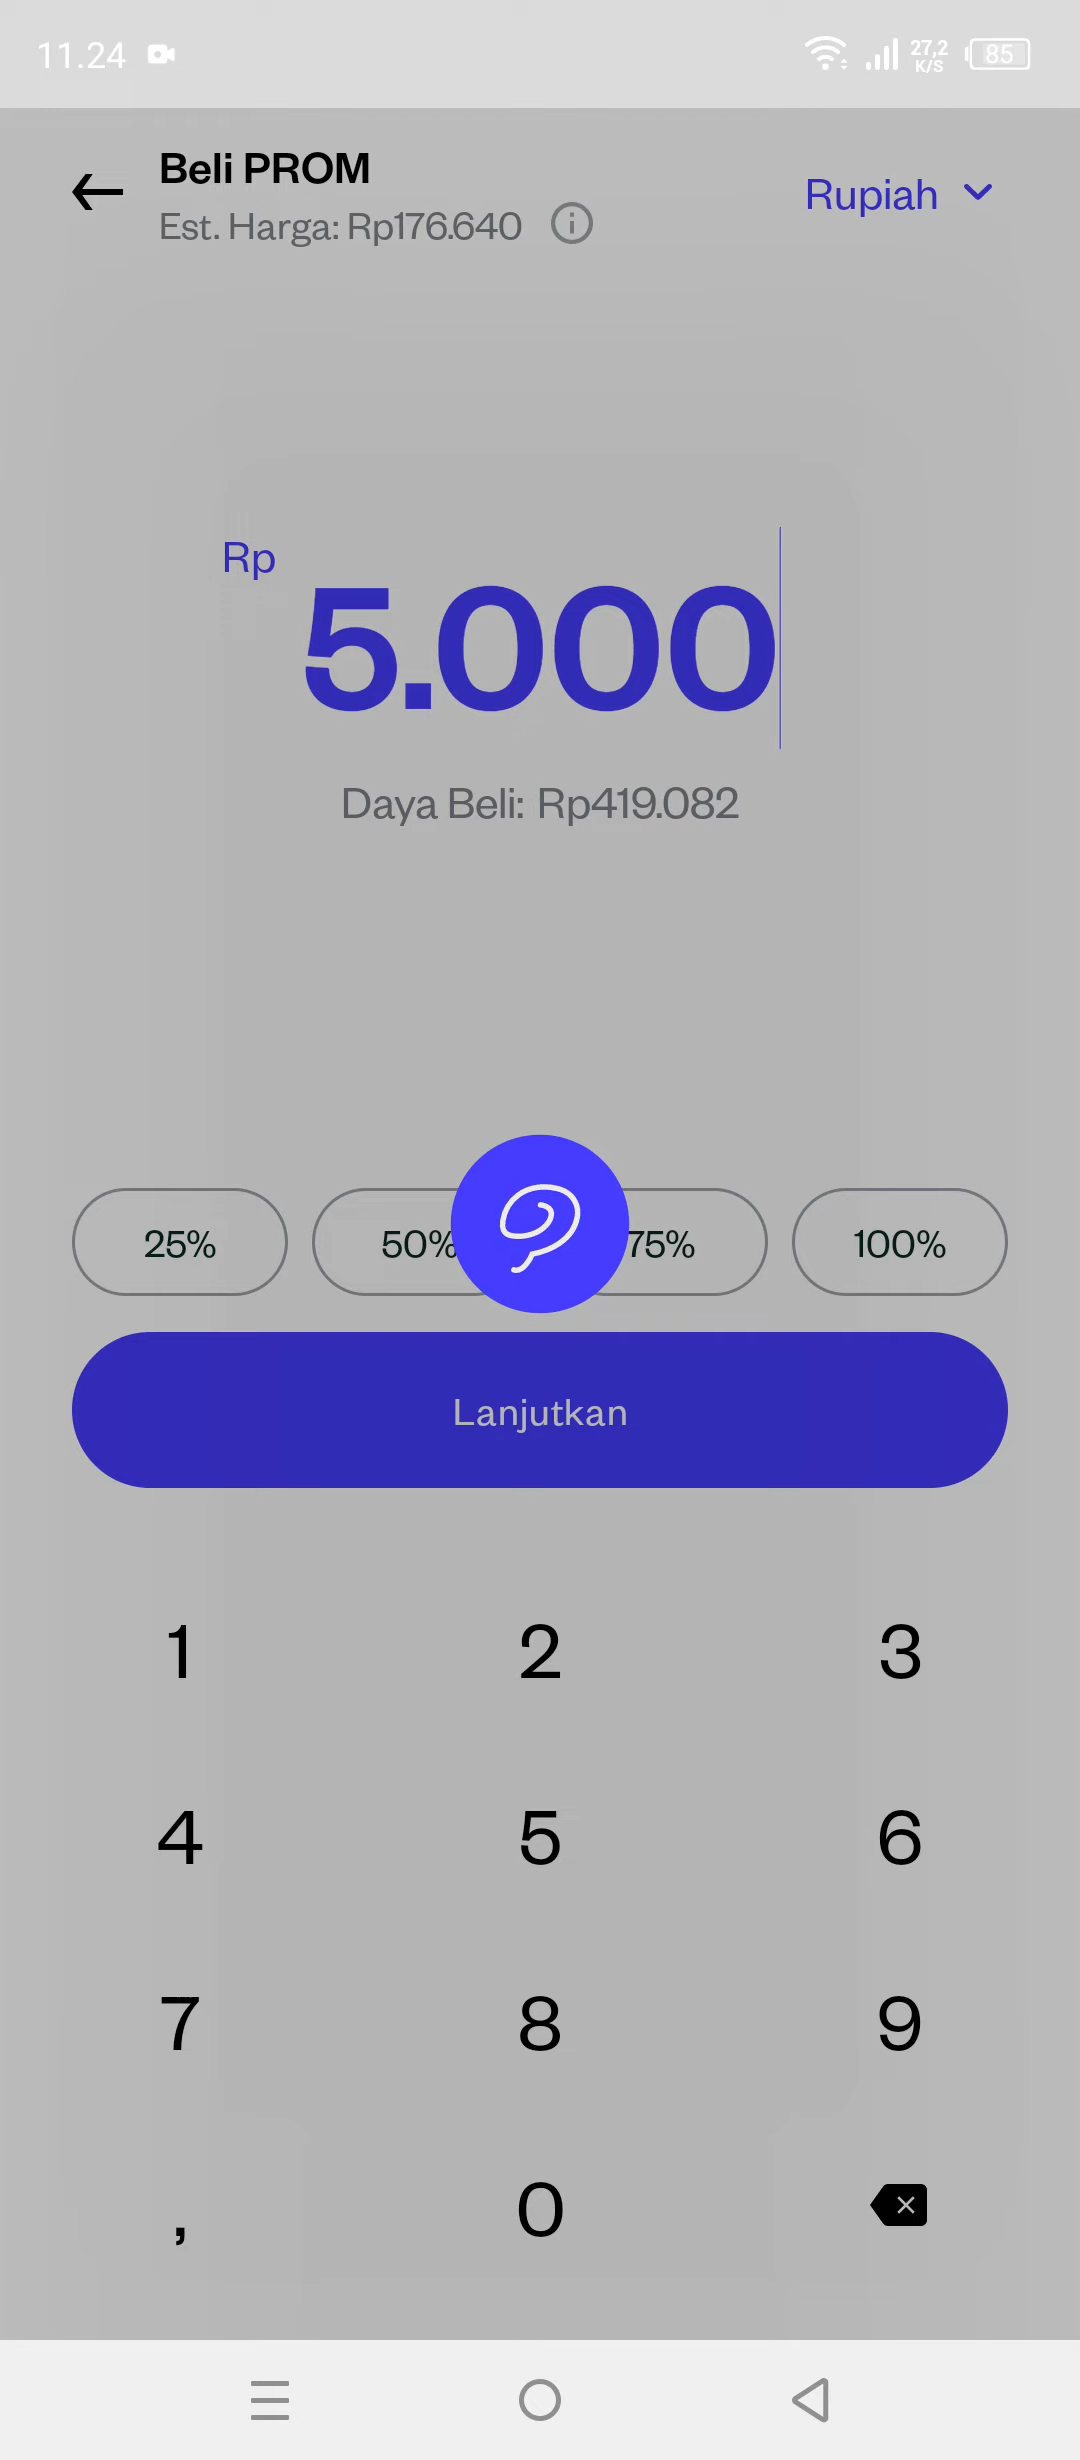 11.24
27,2
K/S
85
Beli PROM
Est. Harga: Rp176.640
Rupiah
Rp
5.000
Daya Beli: Rp419.082
25%
50%
75%
100%
Lanjutkan
1
2
3
4
5
6
7
8
9
,
0